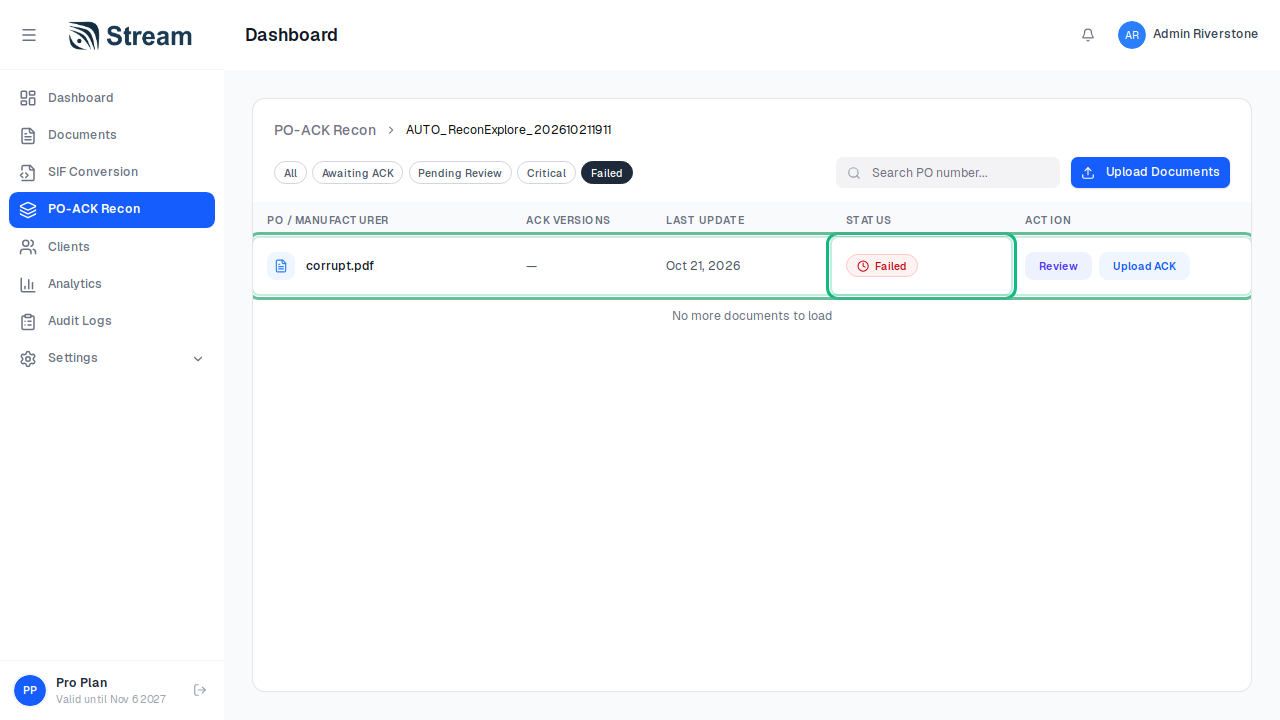 Stream
Dashboard
AR
Admin Riverstone
Dashboard
Documents
SIF Conversion
PO-ACK Recon
Clients
Analytics
Audit Logs
Settings
PO-ACK Recon > AUTO_ReconExplore_202610211911
All
Awaiting ACK
Pending Review
Critical
Failed
Search PO number...
Upload Documents
PO / MANUFACTURER
ACK VERSIONS
LAST UPDATE
STATUS
ACTION
corrupt.pdf
—
Oct 21, 2026
Failed
Review
Upload ACK
No more documents to load
PP
Pro Plan
Valid until Nov 6 2027